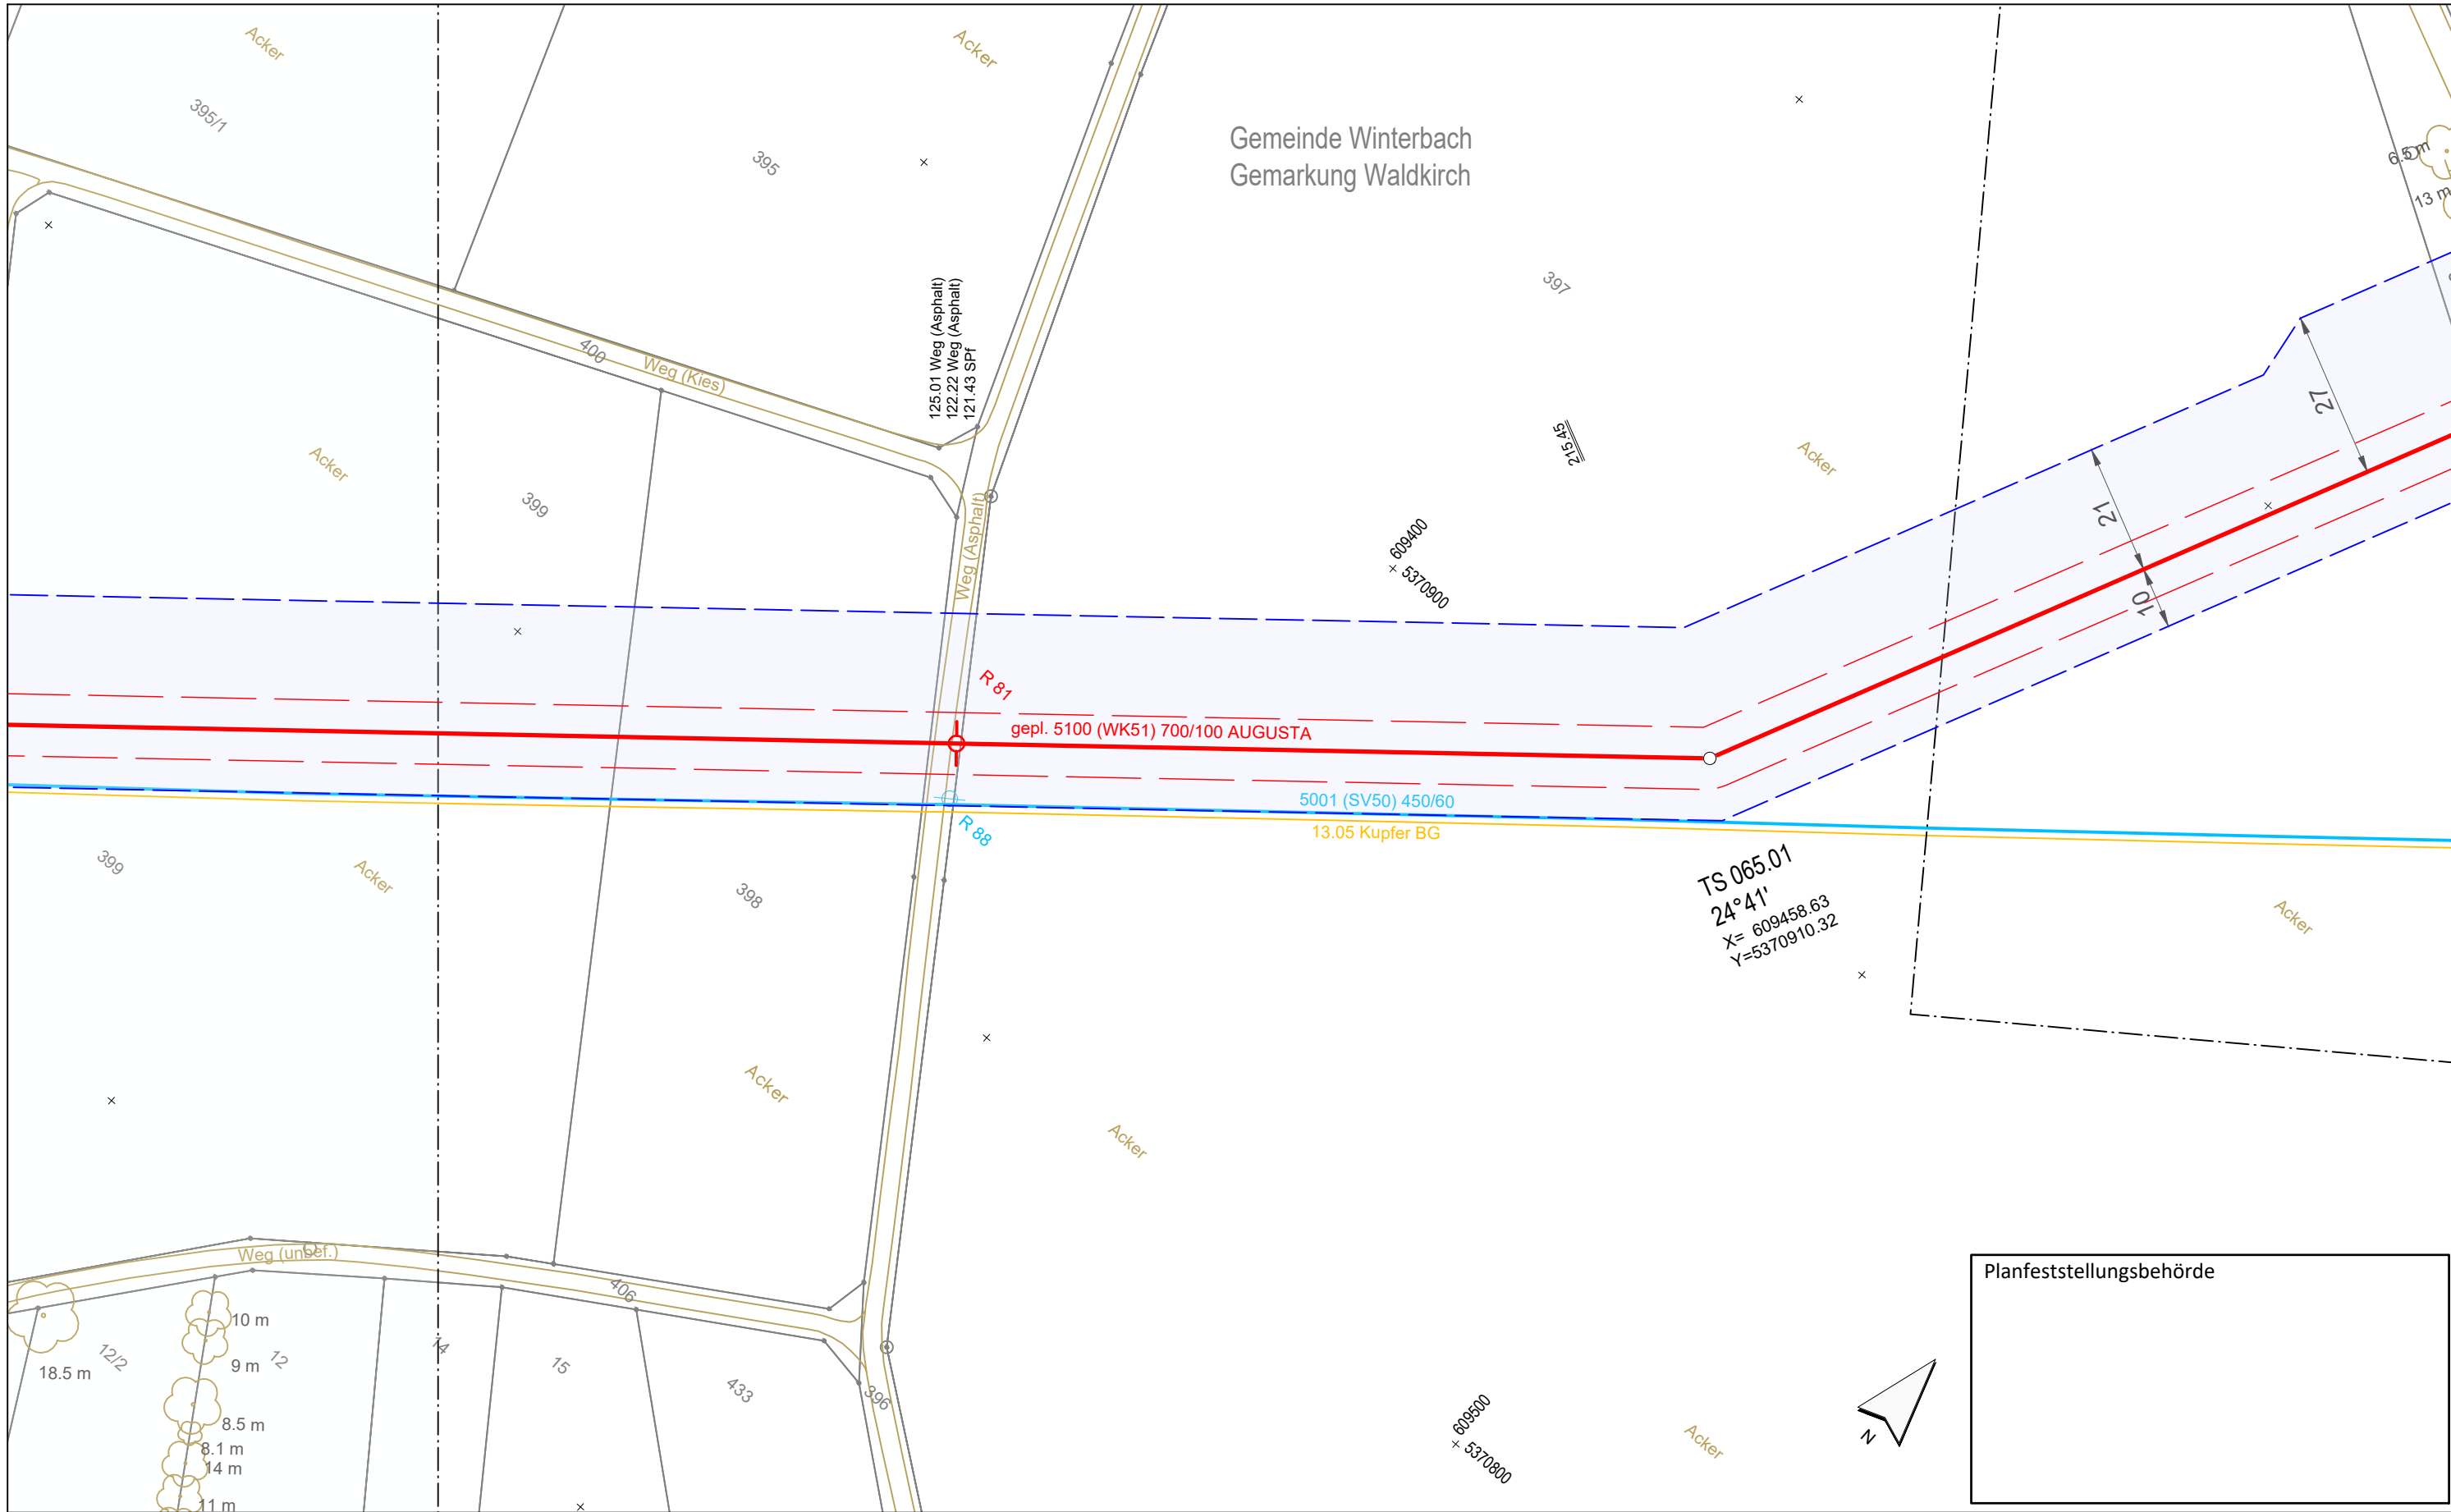 Acker
Acker
395/1
395
Gemeinde Winterbach
Gemarkung Waldkirch
6.5 m
13 m
397
125.01 Weg (Asphalt)
122.22 Weg (Asphalt)
121.43 SPf
400
Weg (Kies)
27
215.45
Acker
Acker
399
21
609400
5370900
Weg (Asphalt)
10
R 81
gepl. 5100 (WK51) 700/100 AUGUSTA
5001 (SV50) 450/60
R 88
13.05 Kupfer BG
399
Acker
398
TS 065.01
24°41'
X= 609458.63
Y=5370910.32
Acker
Acker
Acker
Weg (unbef.)
406
Planfeststellungsbehörde
10 m
12/2
12
14
15
9 m
18.5 m
433
396
8.5 m
8.1 m
14 m
11 m
609500
5370800
Acker
N